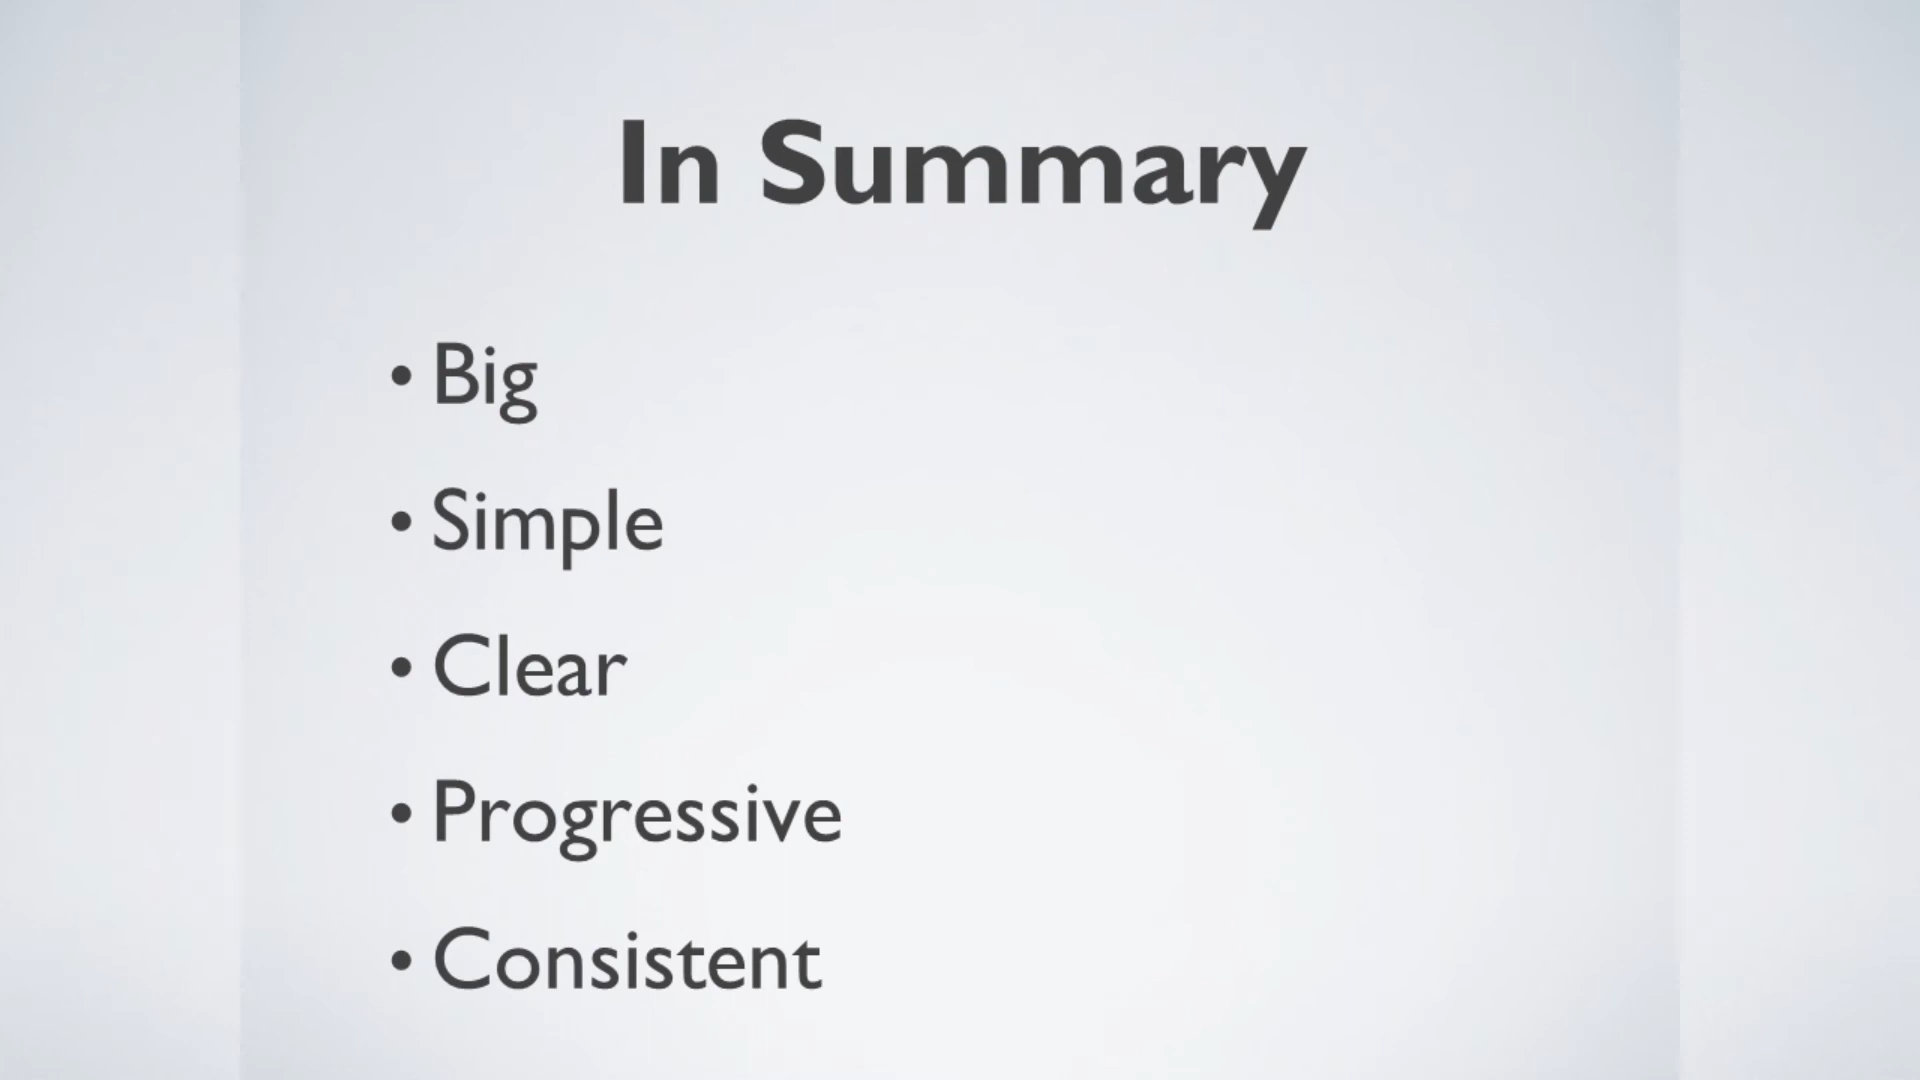 In Summary
• Big
• Simple
• Clear
• Progressive
• Consistent